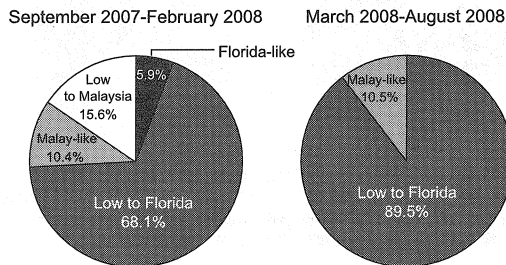 September 2007-February 2008
March 2008-August 2008
Florida-like
5.9%
Low
to Malaysia
15.6%
Malay-like
10.4%
Low to Florida
68.1%
Malay-like
10.5%
Low to Florida
89.5%